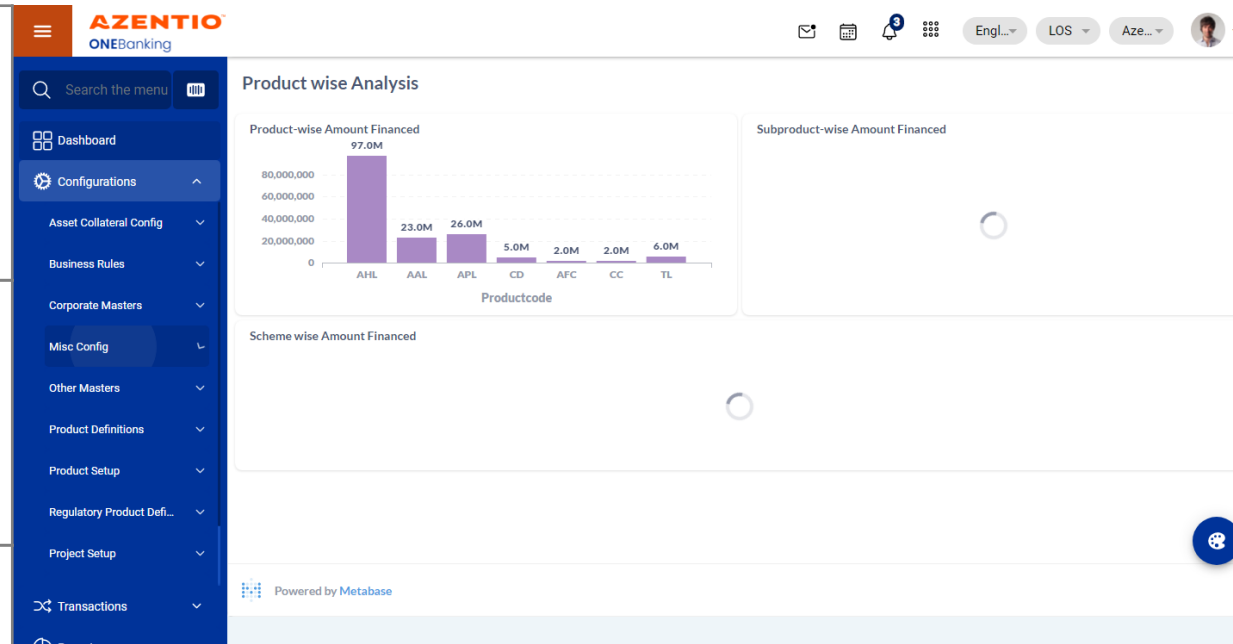 AZENTIO
ONEBanking
3
Engl...
LOS
Aze...
Search the menu
Dashboard
Configurations
Asset Collateral Config
Business Rules
Corporate Masters
Misc Config
Other Masters
Product Definitions
Product Setup
Regulatory Product Defi...
Project Setup
Transactions
Product wise Analysis
Product-wise Amount Financed
97.0M
80,000,000
60,000,000
40,000,000
20,000,000
0
23.0M
26.0M
5.0M
2.0M
2.0M
6.0M
AHL
AAL
APL
CD
AFC
CC
TL
Productcode
Subproduct-wise Amount Financed
Scheme wise Amount Financed
Powered by Metabase